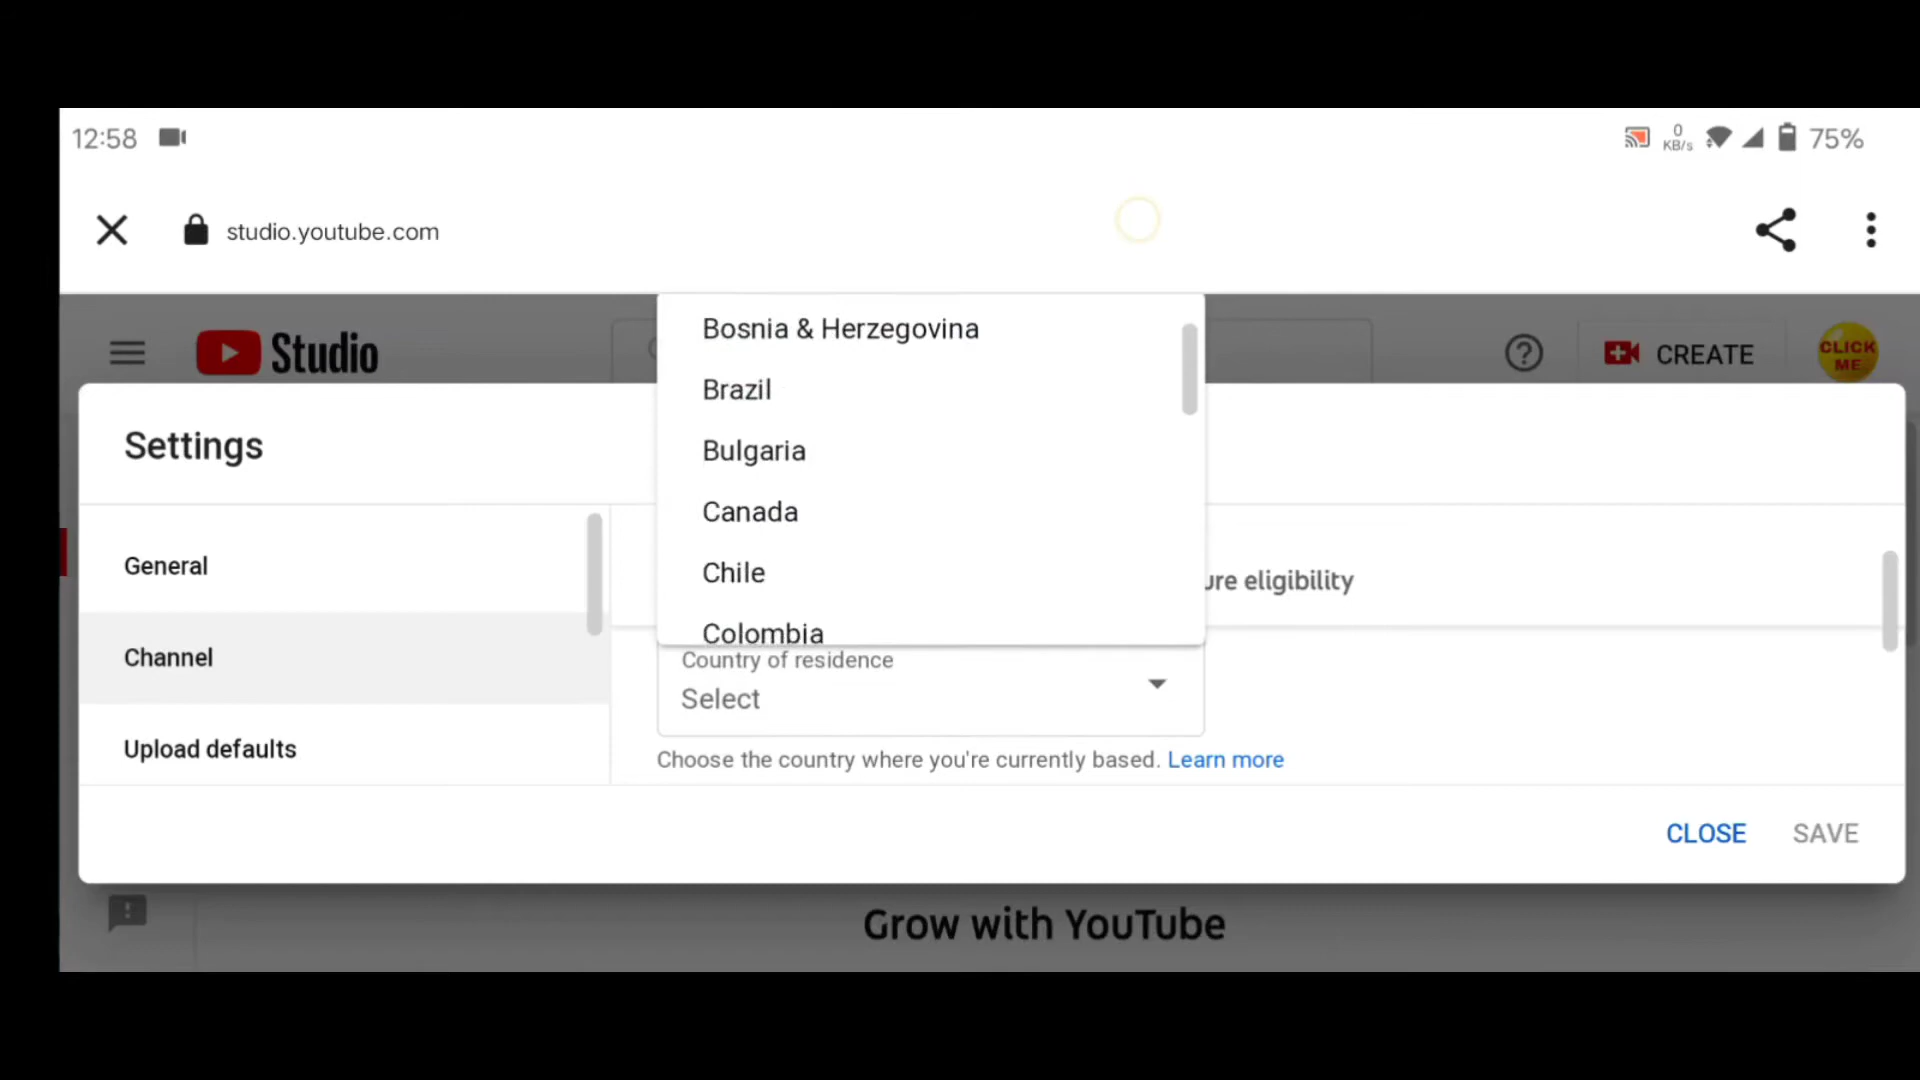 12:58
0
KB/s
75%
studio.youtube.com
Studio
CREATE
CLICK
ME
Settings
General
Channel
Upload defaults
Bosnia & Herzegovina
Brazil
Bulgaria
Canada
Chile
Colombia
ure eligibility
Country of residence
Select
Choose the country where you're currently based. Learn more
CLOSE
SAVE
Grow with YouTube